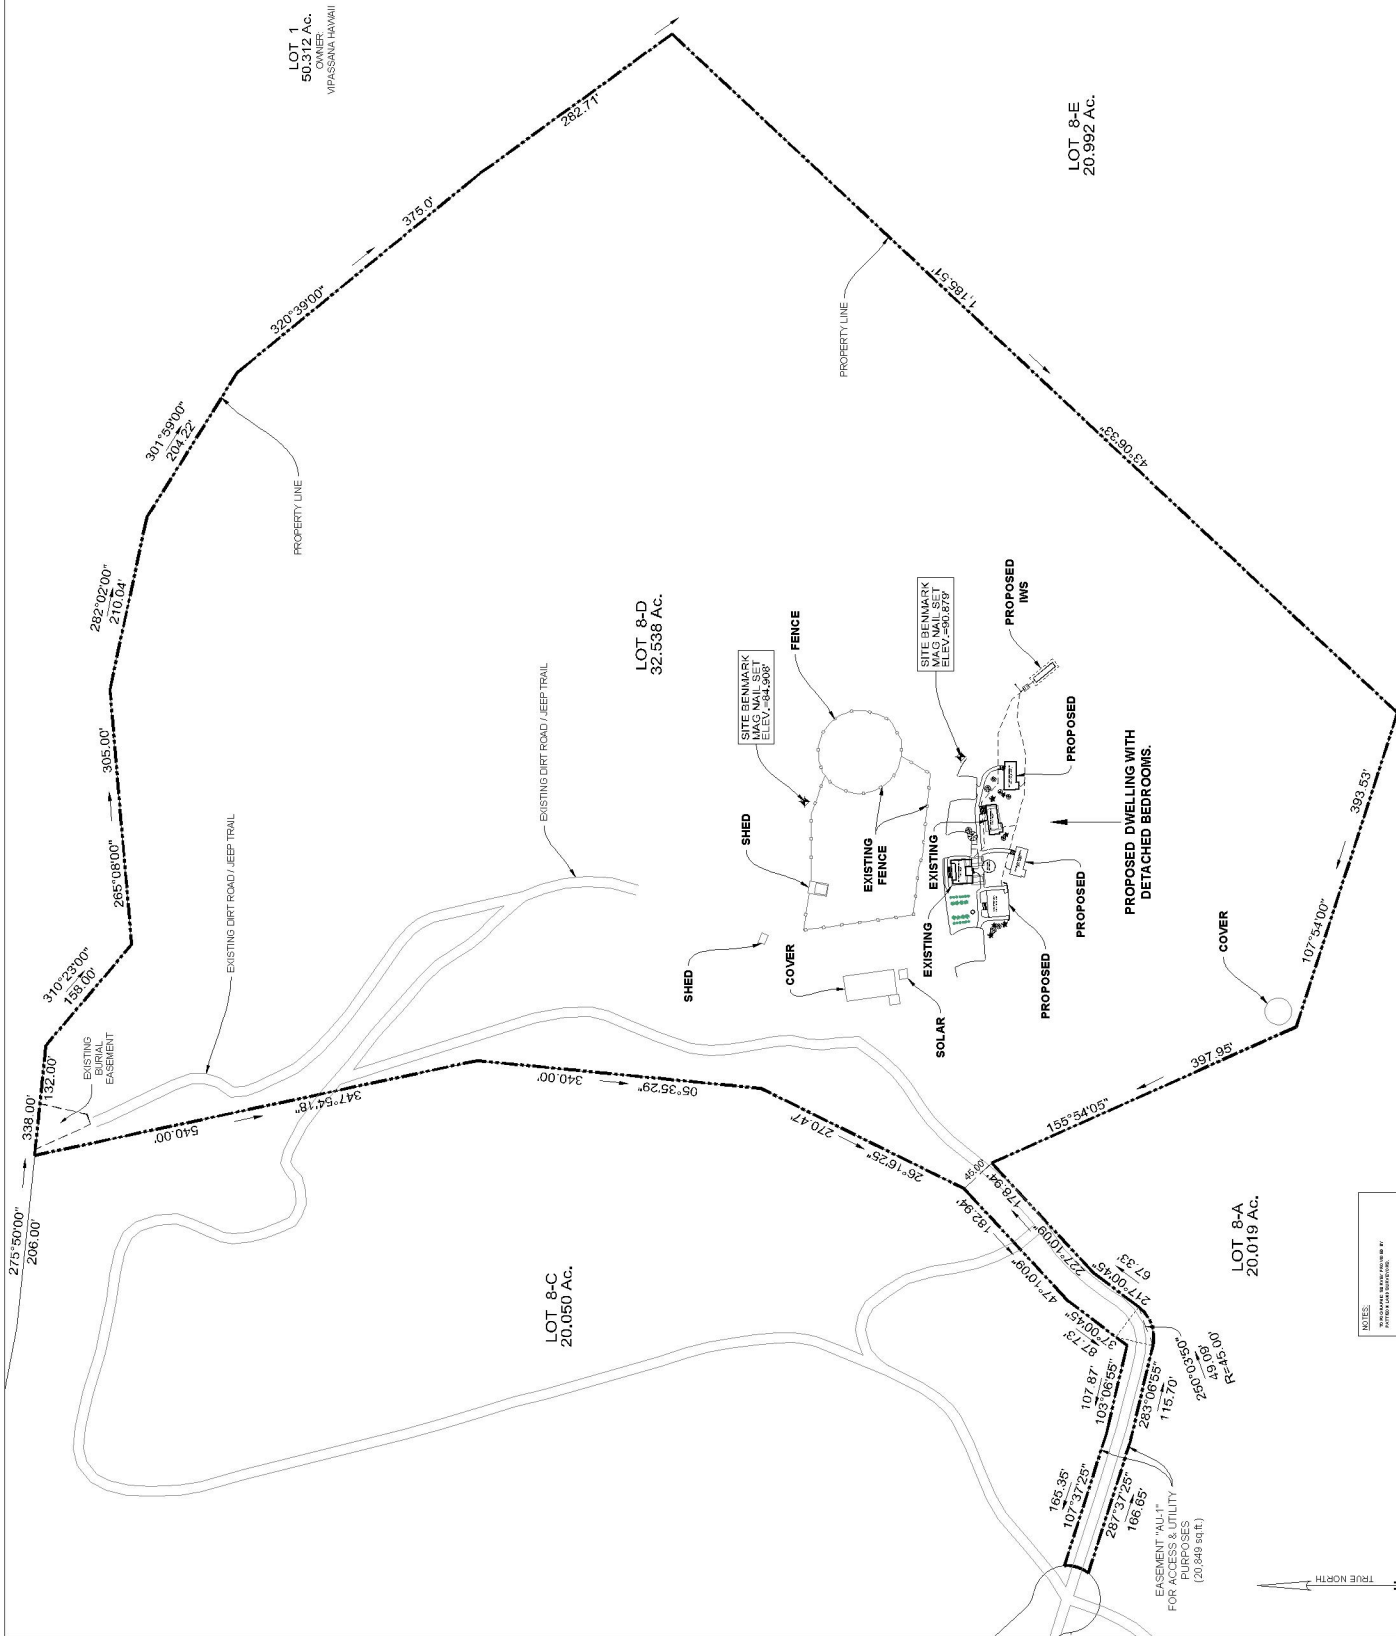 LOT 1
50.312 Ac.
OWNER:
VIPASSANA HAWAII
282.71'
375.0'
320°39'00"
301°59'00"
204.22'
PROPERTY LINE
282°02'00"
210.04'
305.00'
265°08'00"
310°23'00"
158.00'
EXISTING
BURIAL
EASEMENT
132.00'
338.00'
275°50'00"
206.00'
EXISTING DIRT ROAD / JEEP TRAIL
EXISTING DIRT ROAD / JEEP TRAIL
540.00'
347°54'18"
340.00'
05°35'29"
270.47'
26°16'25"
LOT 8-E
20.992 Ac.
PROPERTY LINE
1,185.51'
43°06'33"
LOT 8-D
32.538 Ac.
SITE BENMARK
MAG NAIL SET
ELEV.=84.908'
FENCE
SITE BENMARK
MAG NAIL SET
ELEV.=90.879'
PROPOSED
IWS
SHED
EXISTING
FENCE
EXISTING
PROPOSED
PROPOSED DWELLING WITH
DETACHED BEDROOMS.
SHED
COVER
EXISTING
PROPOSED
SOLAR
PROPOSED
COVER
393.53'
107°54'00"
397.95'
155°54'05"
45.00'
182.94'
47°10'09"
178.94'
227°10'09"
87.73'
37°00'45"
67.33'
217°00'45"
107.87'
103°06'55"
250°03'50"
49.09'
R=45.00'
283°06'55"
115.70'
165.35'
107°37'25"
287°37'25"
166.65'
EASEMENT "AU-1"
FOR ACCESS & UTILITY
PURPOSES
(20,849 sq.ft.)
LOT 8-C
20.050 Ac.
LOT 8-A
20.019 Ac.
NOTES:
TRUE NORTH